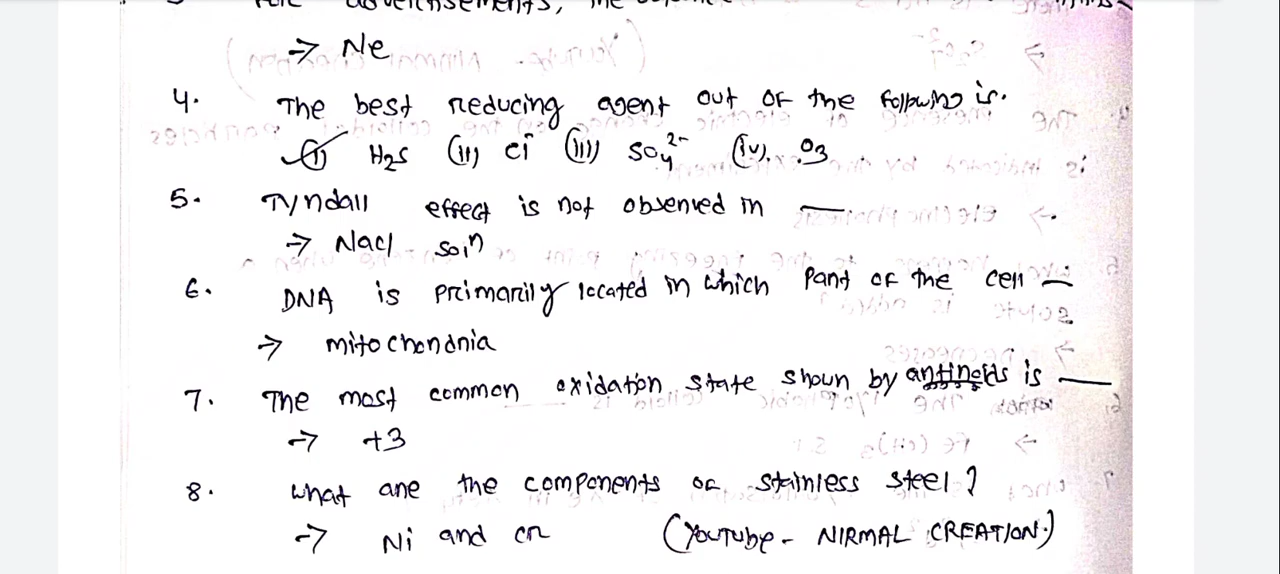 advertisements, the
→ Ne
4. The best reducing agent out of the following is.
(i) H2S (ii) Cl⁻ (iii) SO4²⁻ (iv). O3
5. Tyndall effect is not observed in —
→ Nacl soln
6. DNA is primarily located in which part of the cell —
→ mitochondria
7. The most common oxidation state shown by antinoids is —
→ +3
8. What are the components of stainless steel?
→ Ni and cr (YouTube - NIRMAL CREATION.)